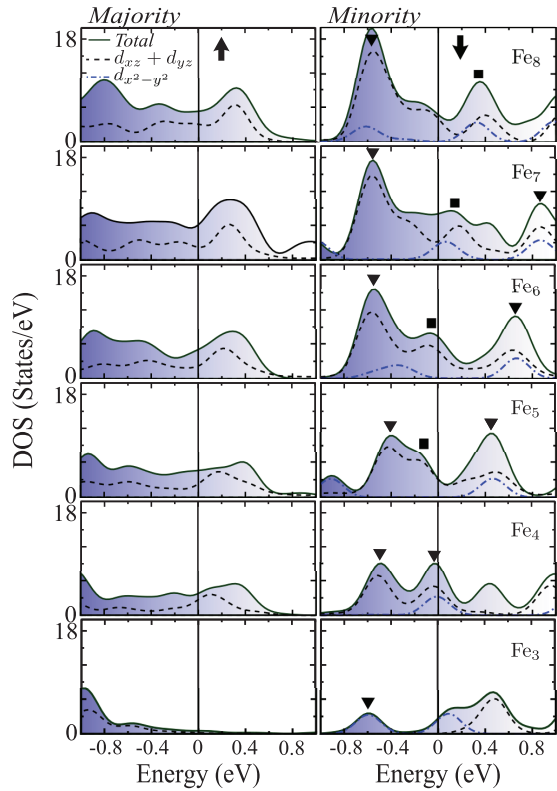 Majority Minority
18 Total Fe₈
d_xz + d_yz
d_x²−y²
0
18 Fe₇
0
18 Fe₆
0
DOS (States/eV)
18 Fe₅
0
18 Fe₄
0
18 Fe₃
0
-0.8 -0.4 0 0.4 0.8 -0.8 -0.4 0 0.4 0.8
Energy (eV) Energy (eV)